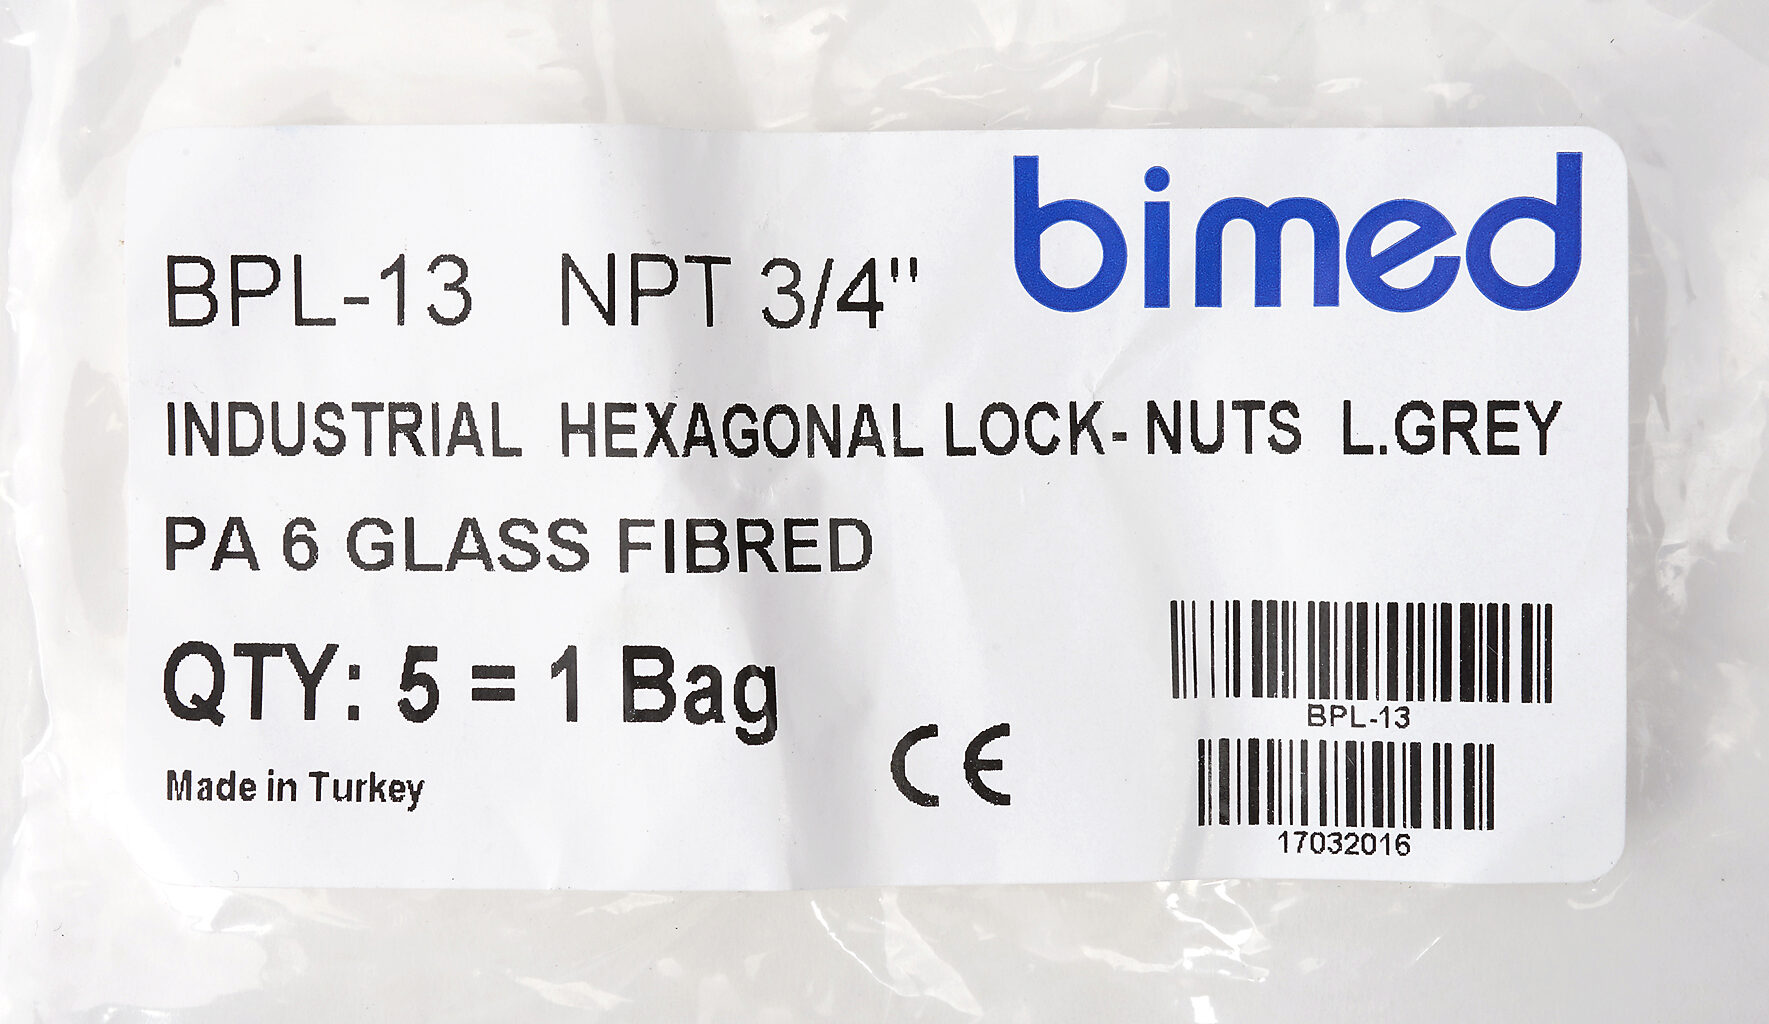 bimed
BPL-13 NPT 3/4"
INDUSTRIAL HEXAGONAL LOCK- NUTS L.GREY
PA 6 GLASS FIBRED
QTY: 5 = 1 Bag
Made in Turkey
CE
BPL-13
17032016